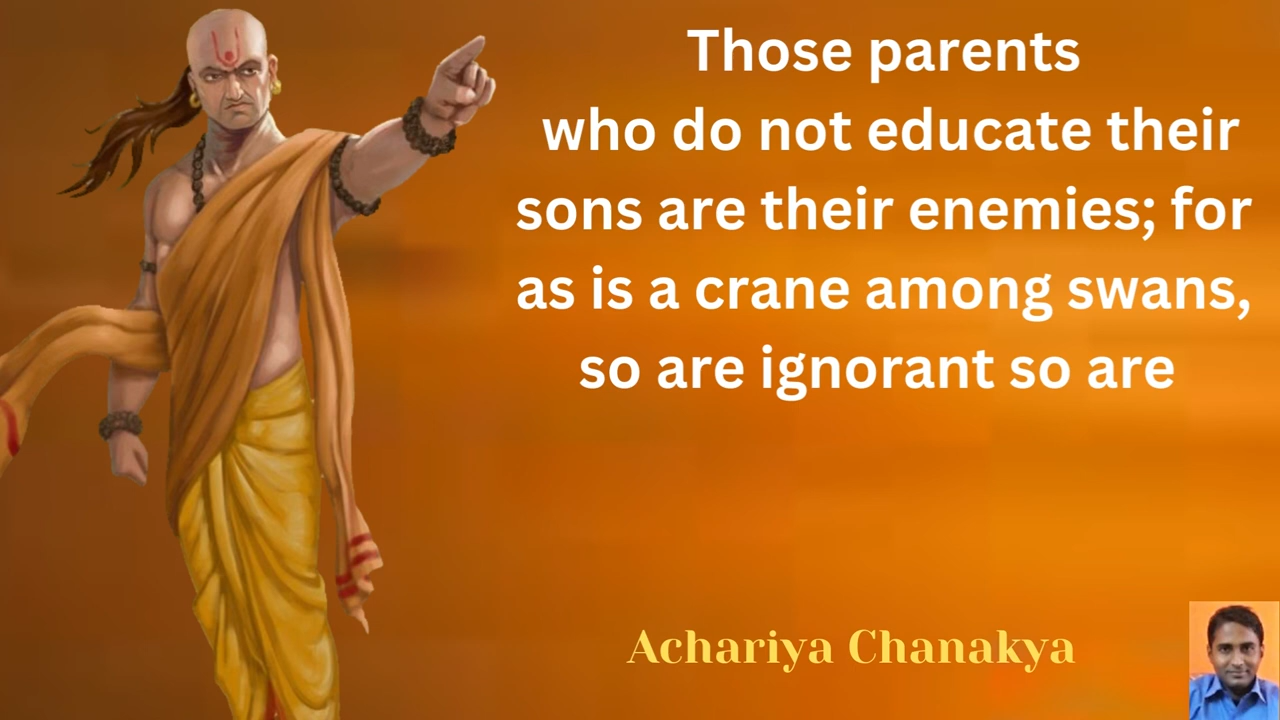 Those parents
who do not educate their
sons are their enemies; for
as is a crane among swans,
so are ignorant so are
Achariya Chanakya